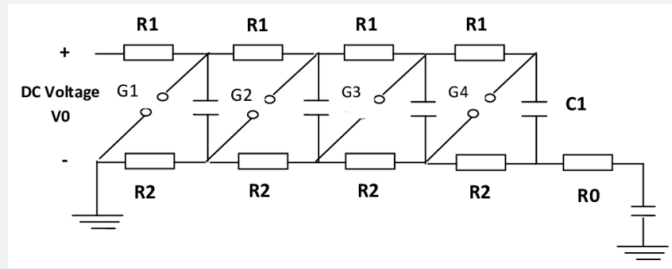 R1 R1 R1 R1
+
DC Voltage G1 G2 G3 G4
V0
C1
-
R2 R2 R2 R2 R0